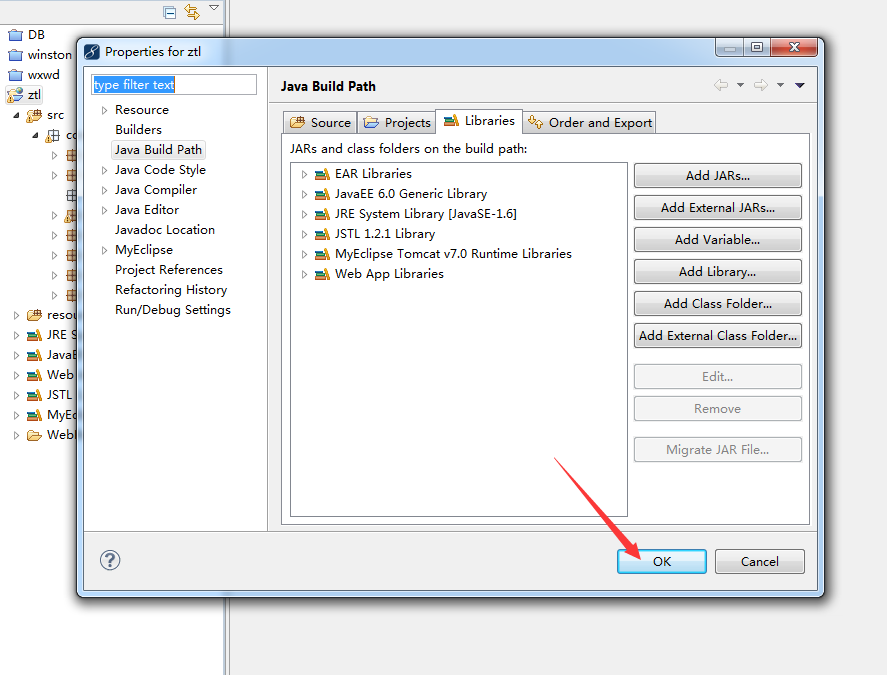 DB
winston
wxwd
ztl
src
co
resou
JRE S
JavaE
Web
JSTL
MyEc
Webl
Properties for ztl
type filter text
Resource
Builders
Java Build Path
Java Code Style
Java Compiler
Java Editor
Javadoc Location
MyEclipse
Project References
Refactoring History
Run/Debug Settings
Java Build Path
Source Projects Libraries Order and Export
JARs and class folders on the build path:
EAR Libraries
JavaEE 6.0 Generic Library
JRE System Library [JavaSE-1.6]
JSTL 1.2.1 Library
MyEclipse Tomcat v7.0 Runtime Libraries
Web App Libraries
Add JARs...
Add External JARs...
Add Variable...
Add Library...
Add Class Folder...
Add External Class Folder...
Edit...
Remove
Migrate JAR File...
OK Cancel